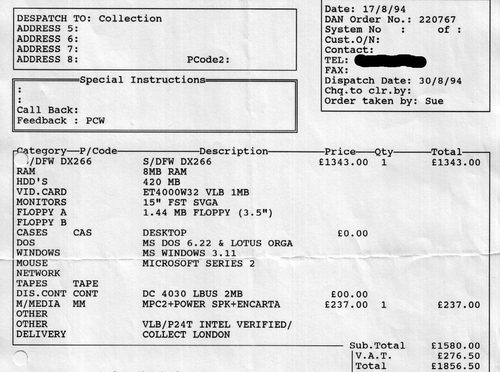 DESPATCH TO: Collection
ADDRESS 5:
ADDRESS 6:
ADDRESS 7:
ADDRESS 8: PCode2:
Date: 17/8/94
DAN Order No.: 220767
System No : of :
Cust.O/N:
Contact:
TEL:
FAX:
Dispatch Date: 30/8/94
Chq.to clr.by:
Order taken by: Sue
Special Instructions
:
:
Call Back:
Feedback : PCW
Category P/Code Description Price Qty Total
S/DFW DX266 S/DFW DX266 £1343.00 1 £1343.00
RAM 8MB RAM
HDD'S 420 MB
VID.CARD ET4000W32 VLB 1MB
MONITORS 15" FST SVGA
FLOPPY A 1.44 MB FLOPPY (3.5")
FLOPPY B
CASES CAS DESKTOP £0.00
DOS MS DOS 6.22 & LOTUS ORGA
WINDOWS MS WINDOWS 3.11
MOUSE MICROSOFT SERIES 2
NETWORK
TAPES TAPE
DIS.CONT CONT DC 4030 LBUS 2MB £00.00
M/MEDIA MM MPC2+POWER SPK+ENCARTA £237.00 1 £237.00
OTHER
OTHER VLB/P24T INTEL VERIFIED/
DELIVERY COLLECT LONDON
Sub.Total £1580.00
V.A.T. £276.50
Total £1856.50